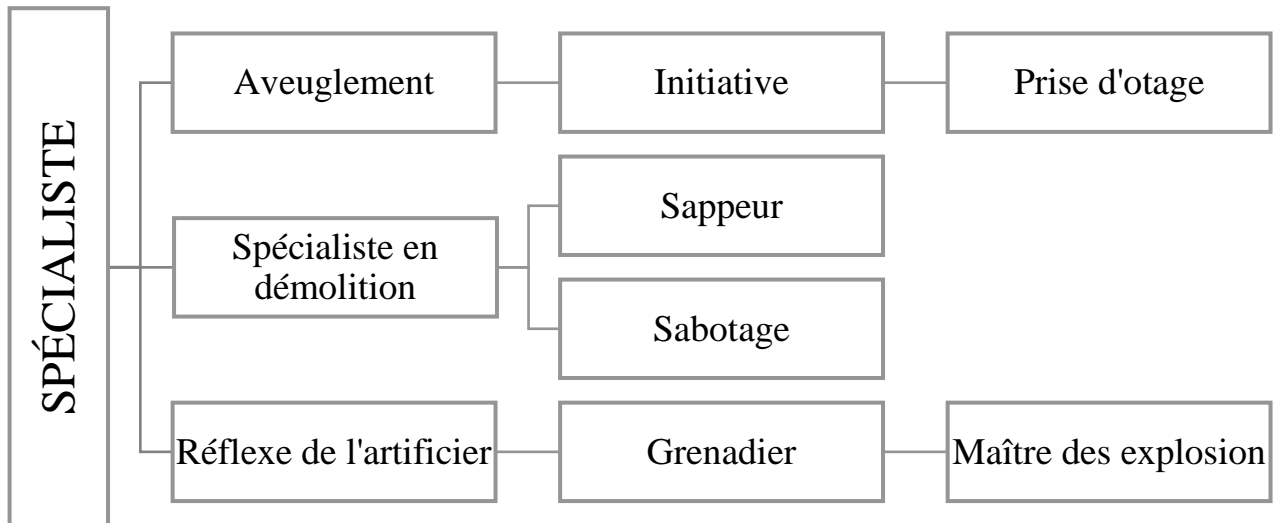 SPÉCIALISTE
Aveuglement
Initiative
Prise d'otage
Spécialiste en
démolition
Sappeur
Sabotage
Réflexe de l'artificier
Grenadier
Maître des explosion